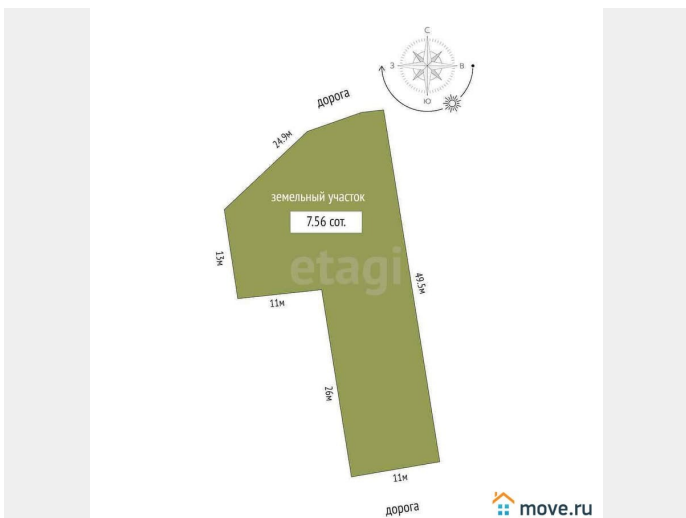 С
З
В
Ю
дорога
24.9м
земельный участок
7.56 сот.
etagi
13м
49.5м
11м
26м
11м
дорога
move.ru